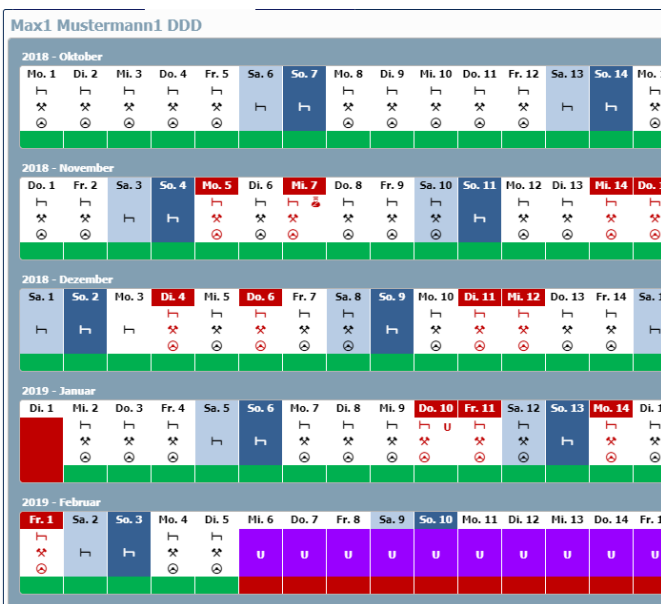 Max1 Mustermann1 DDD
2018 - Oktober
Mo. 1 Di. 2 Mi. 3 Do. 4 Fr. 5 Sa. 6 So. 7 Mo. 8 Di. 9 Mi. 10 Do. 11 Fr. 12 Sa. 13 So. 14 Mo.
2018 - November
Do. 1 Fr. 2 Sa. 3 So. 4 Mo. 5 Di. 6 Mi. 7 Do. 8 Fr. 9 Sa. 10 So. 11 Mo. 12 Di. 13 Mi. 14 Do.
2018 - Dezember
Sa. 1 So. 2 Mo. 3 Di. 4 Mi. 5 Do. 6 Fr. 7 Sa. 8 So. 9 Mo. 10 Di. 11 Mi. 12 Do. 13 Fr. 14 Sa. 1
2019 - Januar
Di. 1 Mi. 2 Do. 3 Fr. 4 Sa. 5 So. 6 Mo. 7 Di. 8 Mi. 9 Do. 10 Fr. 11 Sa. 12 So. 13 Mo. 14 Di. 1
U
2019 - Februar
Fr. 1 Sa. 2 So. 3 Mo. 4 Di. 5 Mi. 6 Do. 7 Fr. 8 Sa. 9 So. 10 Mo. 11 Di. 12 Mi. 13 Do. 14 Fr. 1
U U U U U U U U U U